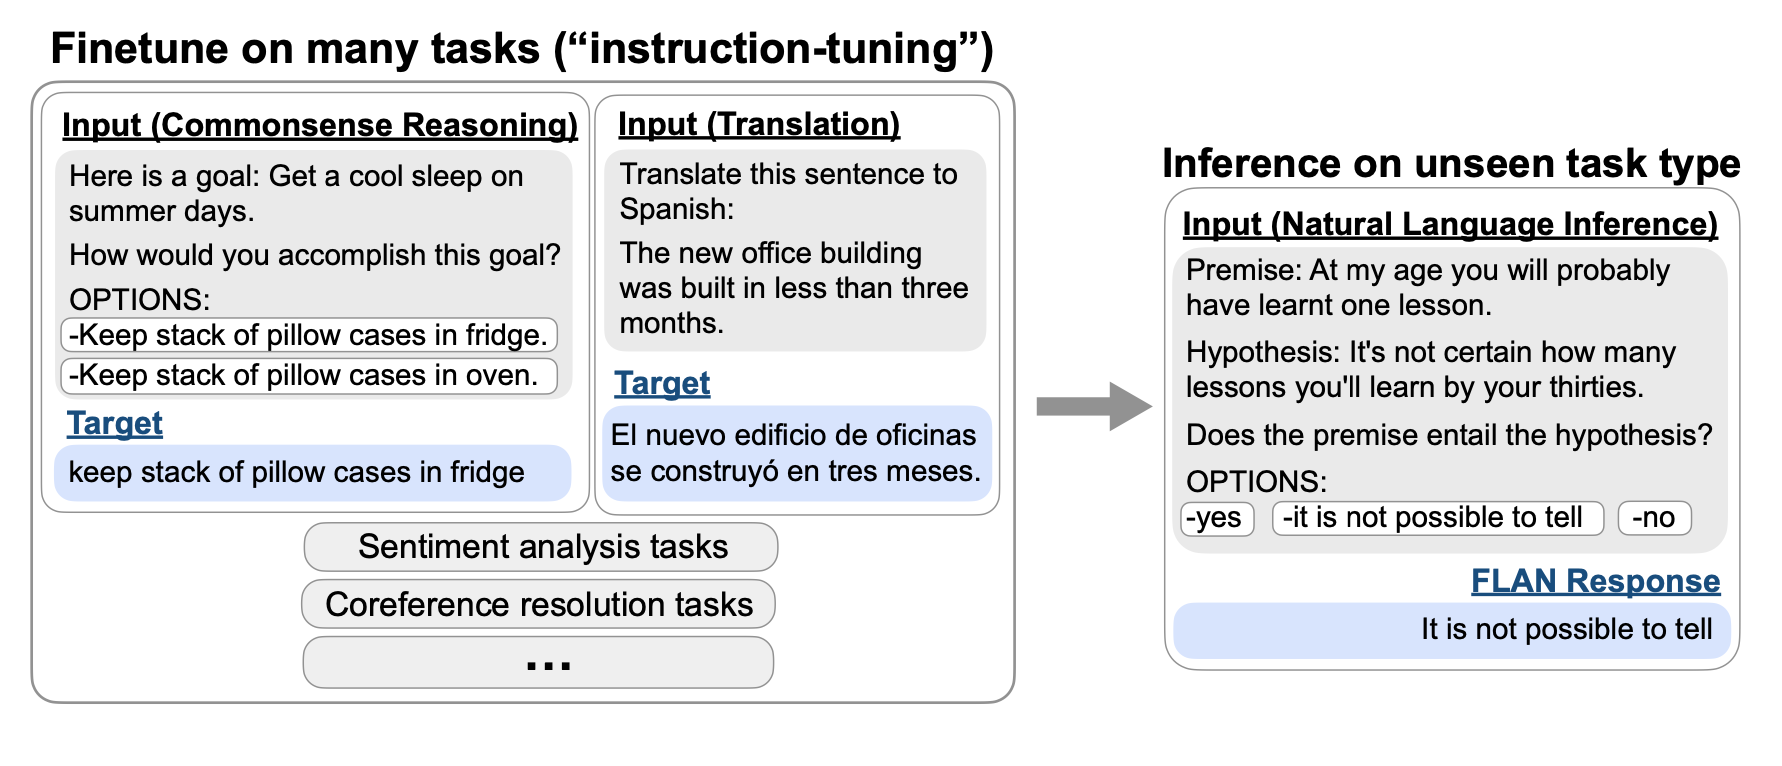 Finetune on many tasks (“instruction-tuning”)
Input (Commonsense Reasoning)
Here is a goal: Get a cool sleep on
summer days.
How would you accomplish this goal?
OPTIONS:
-Keep stack of pillow cases in fridge.
-Keep stack of pillow cases in oven.
Target
keep stack of pillow cases in fridge
Input (Translation)
Translate this sentence to
Spanish:
The new office building
was built in less than three
months.
Target
El nuevo edificio de oficinas
se construyó en tres meses.
Sentiment analysis tasks
Coreference resolution tasks
...
Inference on unseen task type
Input (Natural Language Inference)
Premise: At my age you will probably
have learnt one lesson.
Hypothesis: It's not certain how many
lessons you'll learn by your thirties.
Does the premise entail the hypothesis?
OPTIONS:
-yes -it is not possible to tell -no
FLAN Response
It is not possible to tell